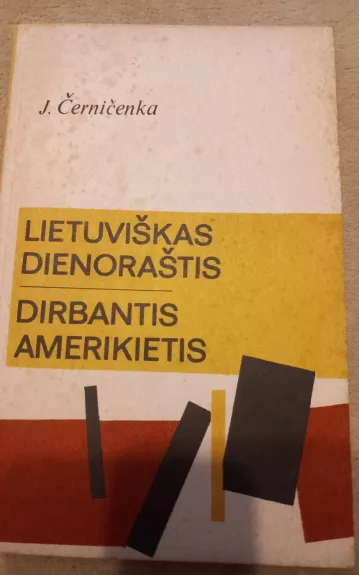 J. Černičenka
LIETUVIŠKAS
DIENORAŠTIS
DIRBANTIS
AMERIKIETIS